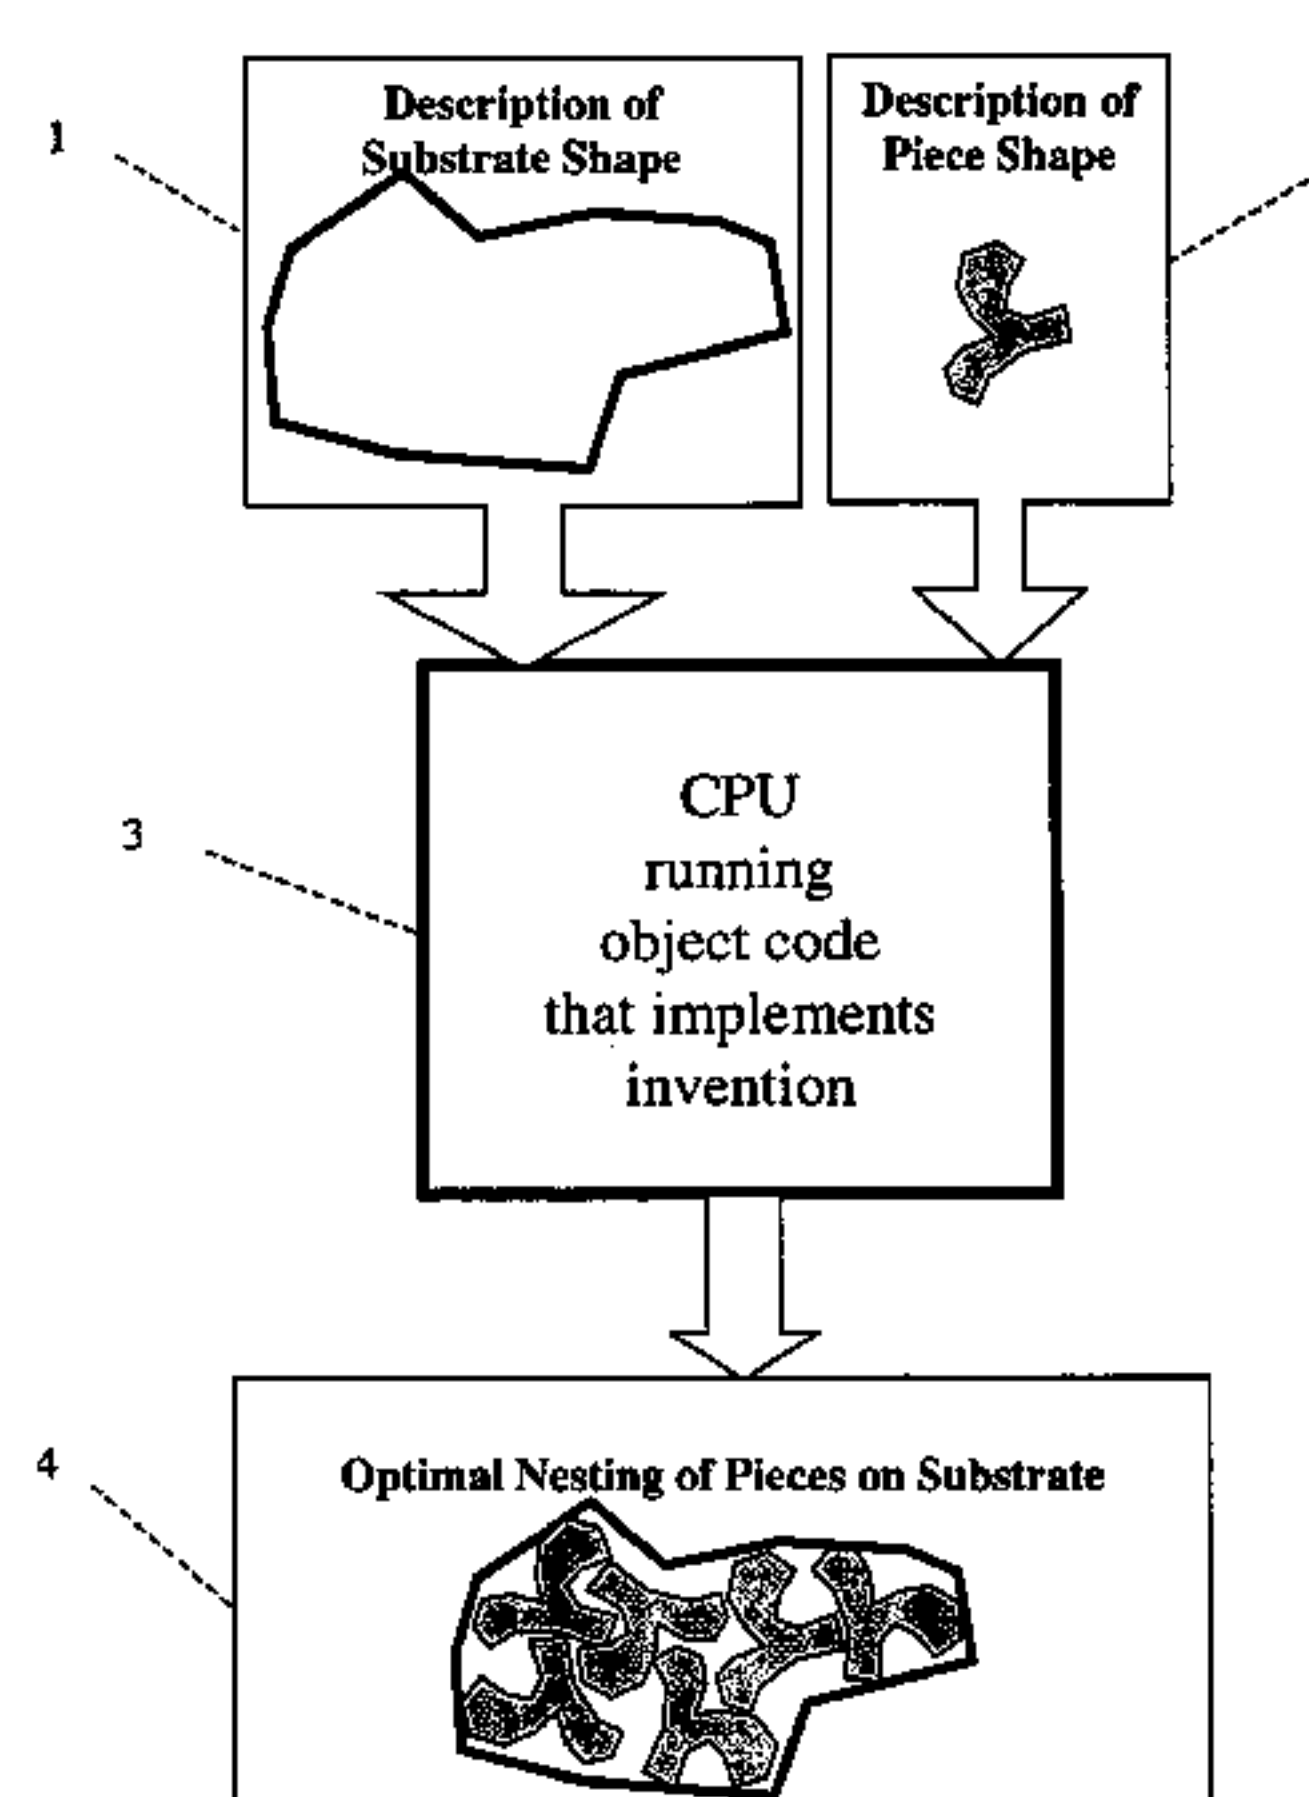 1
Description of
Substrate Shape
Description of
Piece Shape
3
CPU
running
object code
that implements
invention
4
Optimal Nesting of Pieces on Substrate